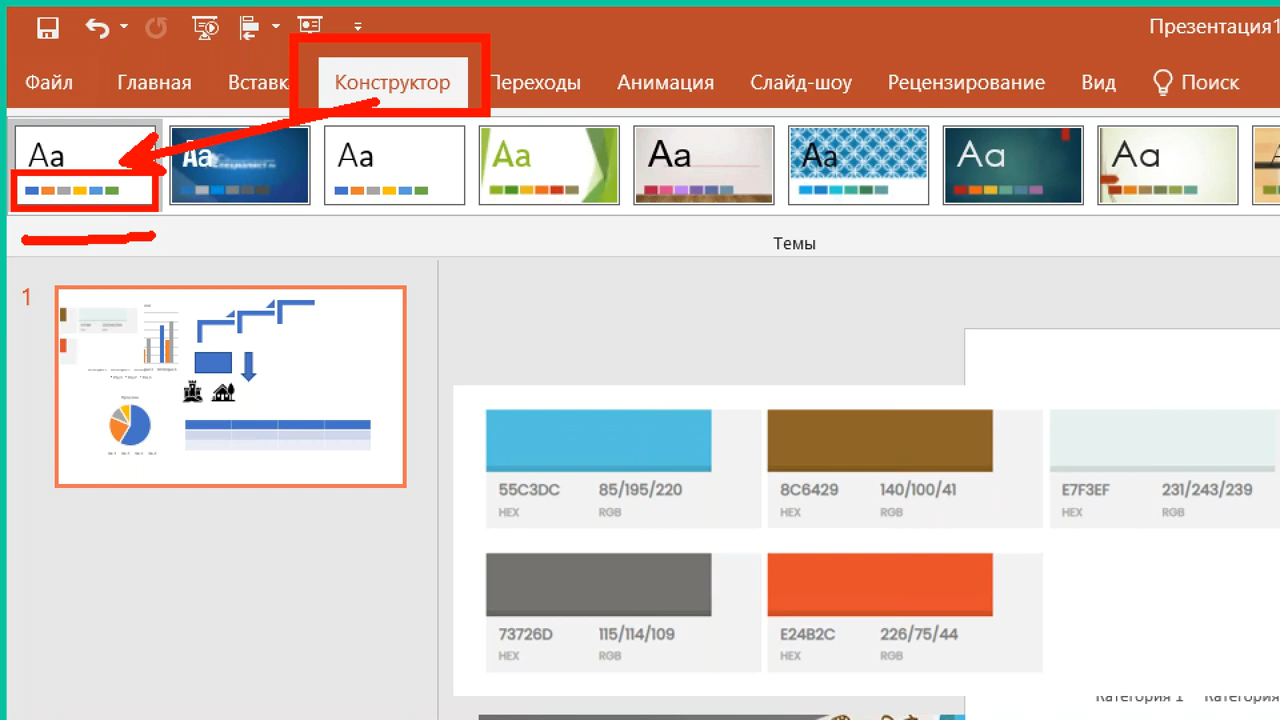 Презентация1
Файл Главная Вставк Конструктор Переходы Анимация Слайд-шоу Рецензирование Вид Поиск
Aa Aa Aa Aa Aa Aa Aa Aa
Темы
1
55C3DC 85/195/220 8C6429 140/100/41 E7F3EF 231/243/239
HEX RGB HEX RGB HEX RGB
73726D 115/114/109 E24B2C 226/75/44
HEX RGB HEX RGB
Категория 1 Категория